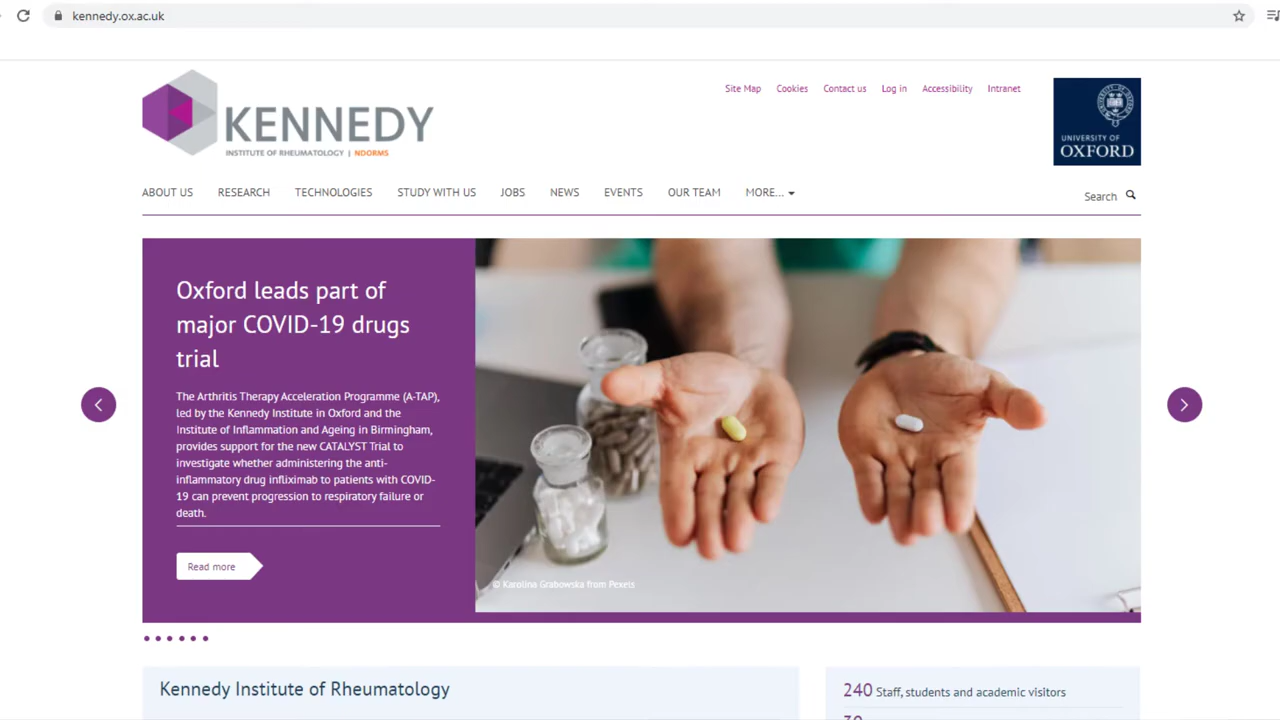 kennedy.ox.ac.uk
Site Map Cookies Contact us Log in Accessibility Intranet
KENNEDY
INSTITUTE OF RHEUMATOLOGY | NDORMS
UNIVERSITY OF
OXFORD
ABOUT US RESEARCH TECHNOLOGIES STUDY WITH US JOBS NEWS EVENTS OUR TEAM MORE...
Search
Oxford leads part of
major COVID-19 drugs
trial
The Arthritis Therapy Acceleration Programme (A-TAP),
led by the Kennedy Institute in Oxford and the
Institute of Inflammation and Ageing in Birmingham,
provides support for the new CATALYST Trial to
investigate whether administering the anti-
inflammatory drug infliximab to patients with COVID-
19 can prevent progression to respiratory failure or
death.
Read more
© Karolina Grabowska from Pexels
Kennedy Institute of Rheumatology
240 Staff, students and academic visitors